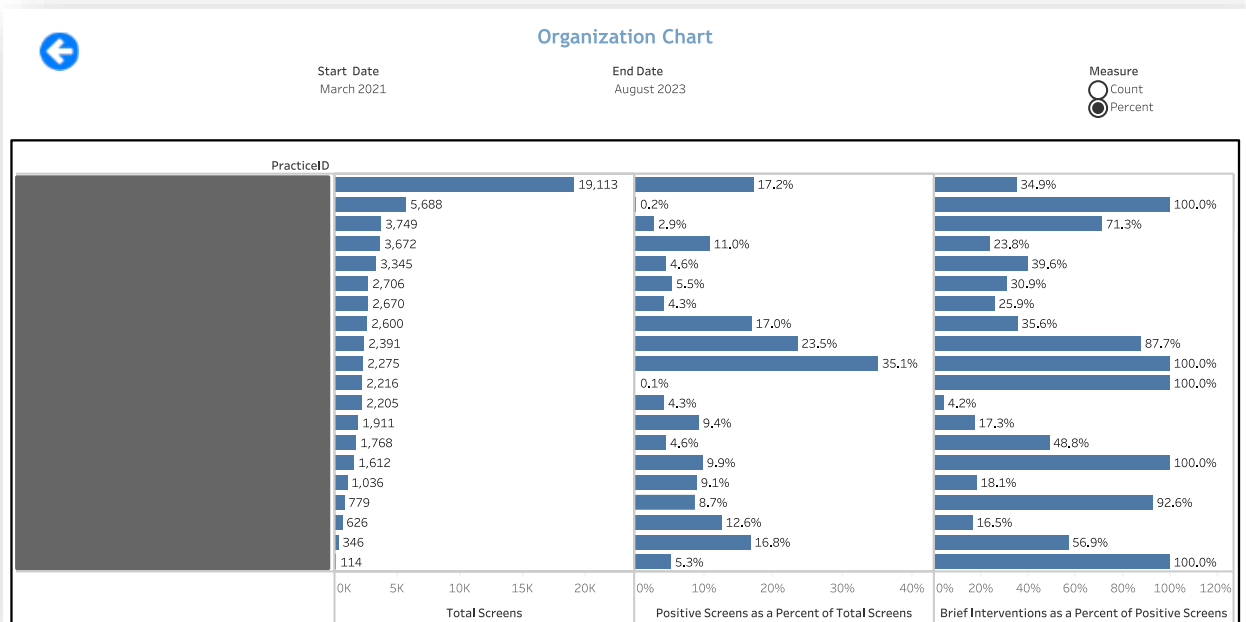 Organization Chart
Start Date End Date Measure
March 2021 August 2023 Count
Percent
PracticeID
19,113 17.2% 34.9%
5,688 0.2% 100.0%
3,749 2.9% 71.3%
3,672 11.0% 23.8%
3,345 4.6% 39.6%
2,706 5.5% 30.9%
2,670 4.3% 25.9%
2,600 17.0% 35.6%
2,391 23.5% 87.7%
2,275 35.1% 100.0%
2,216 0.1% 100.0%
2,205 4.3% 4.2%
1,911 9.4% 17.3%
1,768 4.6% 48.8%
1,612 9.9% 100.0%
1,036 9.1% 18.1%
779 8.7% 92.6%
626 12.6% 16.5%
346 16.8% 56.9%
114 5.3% 100.0%
0K 5K 10K 15K 20K 0% 10% 20% 30% 40% 0% 20% 40% 60% 80% 100% 120%
Total Screens Positive Screens as a Percent of Total Screens Brief Interventions as a Percent of Positive Screens